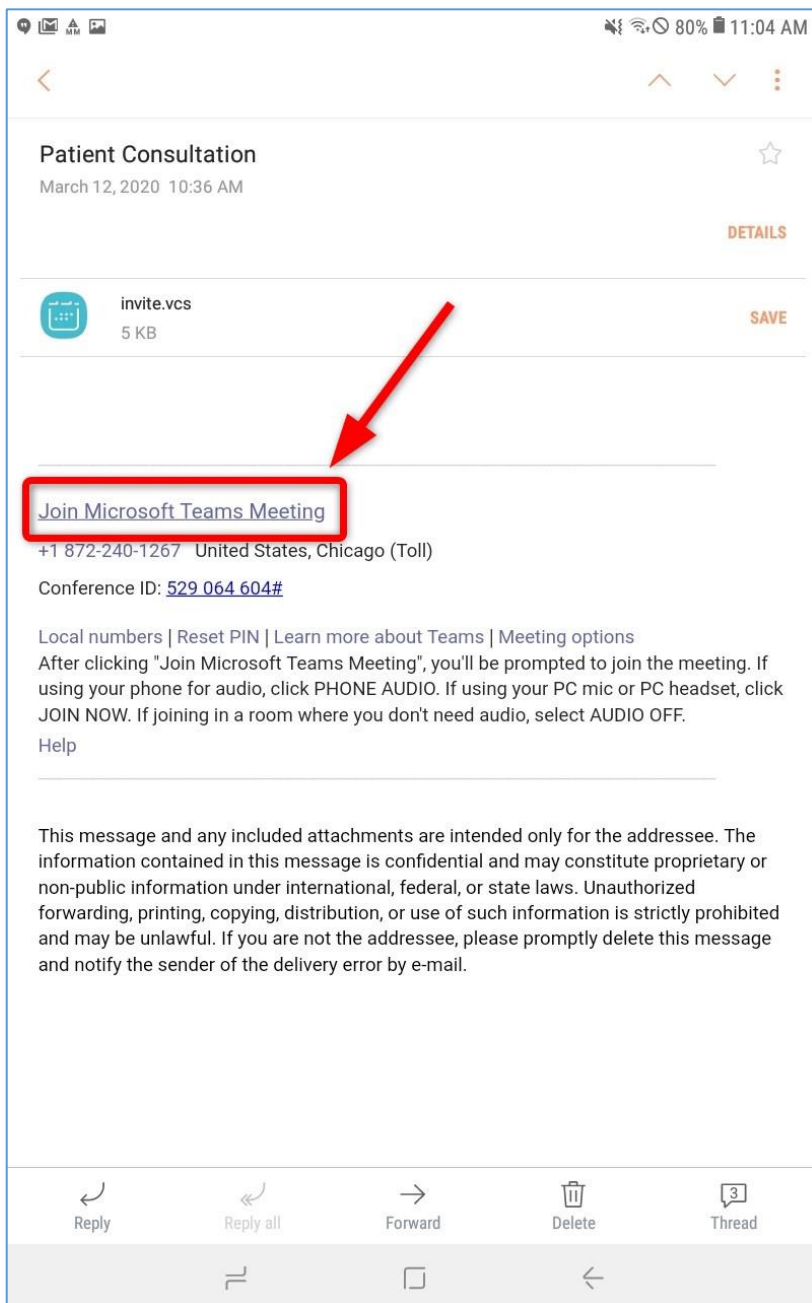 80% 11:04 AM
Patient Consultation
March 12, 2020 10:36 AM
DETAILS
invite.vcs
5 KB
SAVE
Join Microsoft Teams Meeting
+1 872-240-1267 United States, Chicago (Toll)
Conference ID: 529 064 604#
Local numbers | Reset PIN | Learn more about Teams | Meeting options
After clicking "Join Microsoft Teams Meeting", you'll be prompted to join the meeting. If
using your phone for audio, click PHONE AUDIO. If using your PC mic or PC headset, click
JOIN NOW. If joining in a room where you don't need audio, select AUDIO OFF.
Help
This message and any included attachments are intended only for the addressee. The
information contained in this message is confidential and may constitute proprietary or
non-public information under international, federal, or state laws. Unauthorized
forwarding, printing, copying, distribution, or use of such information is strictly prohibited
and may be unlawful. If you are not the addressee, please promptly delete this message
and notify the sender of the delivery error by e-mail.
3
Reply Reply all Forward Delete Thread